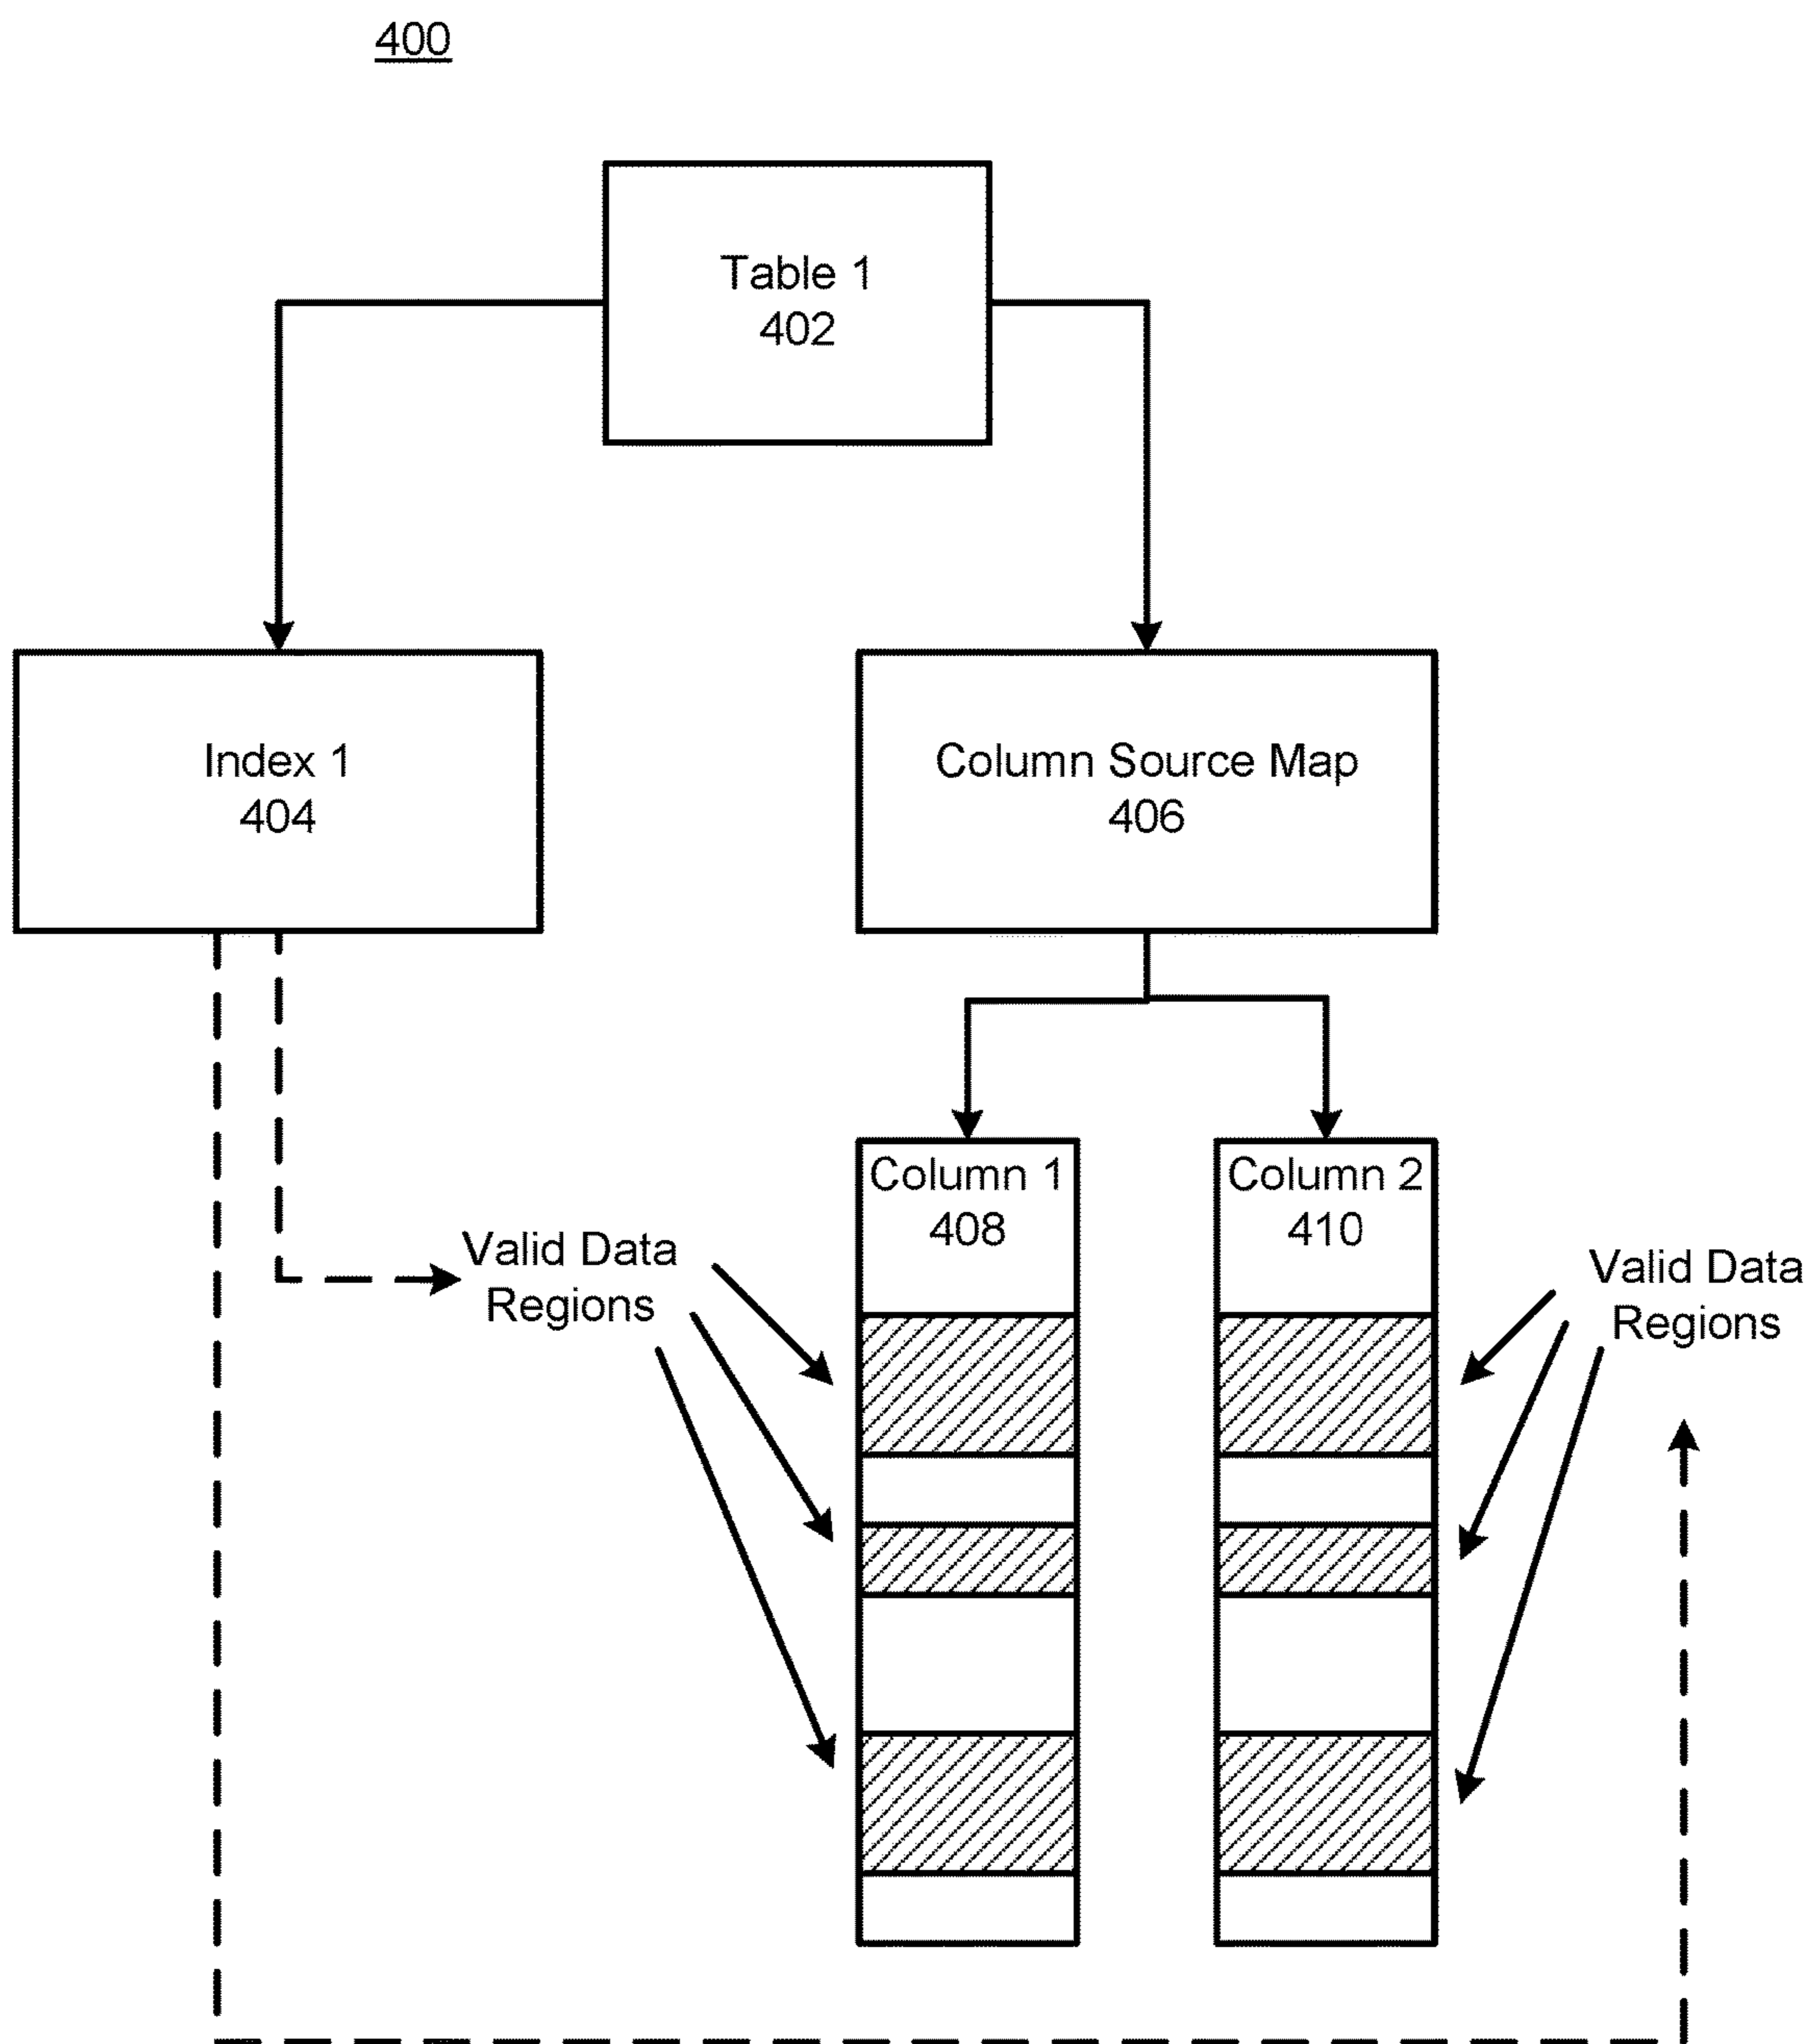 400
Table 1
402
Index 1
404
Column Source Map
406
Column 1
408
Column 2
410
Valid Data
Regions
Valid Data
Regions